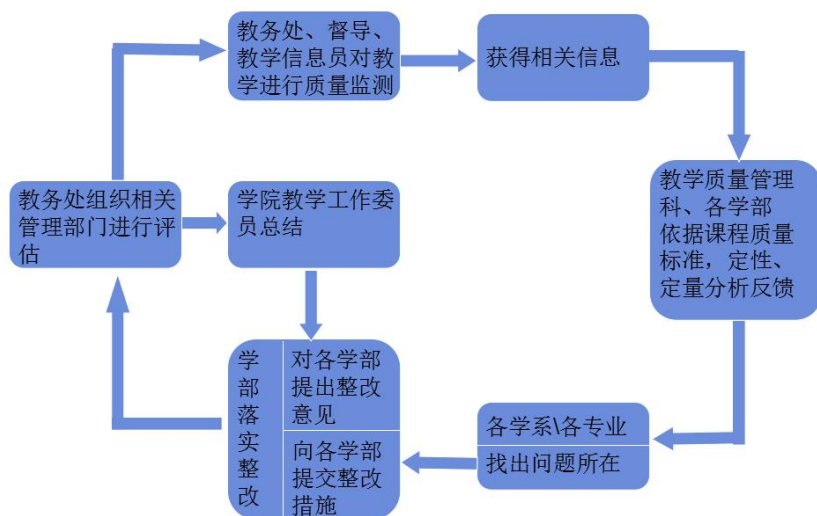 教务处、督导、
教学信息员对教
学进行质量监测
获得相关信息
教学质量管理
科、各学部
依据课程质量
标准，定性、
定量分析反馈
教务处组织相关
管理部门进行评
估
学院教学工作委
员总结
学部落实整改
对各学部
提出整改
意见
向各学部
提交整改
措施
各学系\各专业
找出问题所在